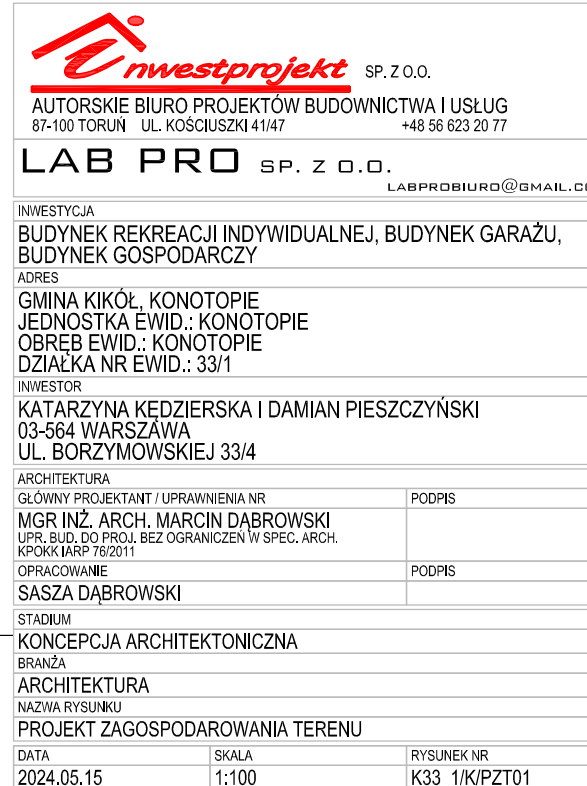 Inwestprojekt SP. Z O.O.
AUTORSKIE BIURO PROJEKTÓW BUDOWNICTWA I USŁUG
87-100 TORUŃ UL. KOŚCIUSZKI 41/47 +48 56 623 20 77
LAB PRO SP. Z O.O.
LABPROBIURO@GMAIL.CO
INWESTYCJA
BUDYNEK REKREACJI INDYWIDUALNEJ, BUDYNEK GARAŻU,
BUDYNEK GOSPODARCZY
ADRES
GMINA KIKÓŁ, KONOTOPIE
JEDNOSTKA EWID.: KONOTOPIE
OBRĘB EWID.: KONOTOPIE
DZIAŁKA NR EWID.: 33/1
INWESTOR
KATARZYNA KĘDZIERSKA I DAMIAN PIESZCZYŃSKI
03-564 WARSZAWA
UL. BORZYMOWSKIEJ 33/4
ARCHITEKTURA
GŁÓWNY PROJEKTANT / UPRAWNIENIA NR PODPIS
MGR INŻ. ARCH. MARCIN DĄBROWSKI
UPR. BUD. DO PROJ. BEZ OGRANICZEŃ W SPEC. ARCH.
KPOKK IARP 76/2011
OPRACOWANIE PODPIS
SASZA DĄBROWSKI
STADIUM
KONCEPCJA ARCHITEKTONICZNA
BRANŻA
ARCHITEKTURA
NAZWA RYSUNKU
PROJEKT ZAGOSPODAROWANIA TERENU
DATA SKALA RYSUNEK NR
2024.05.15 1:100 K33_1/K/PZT01